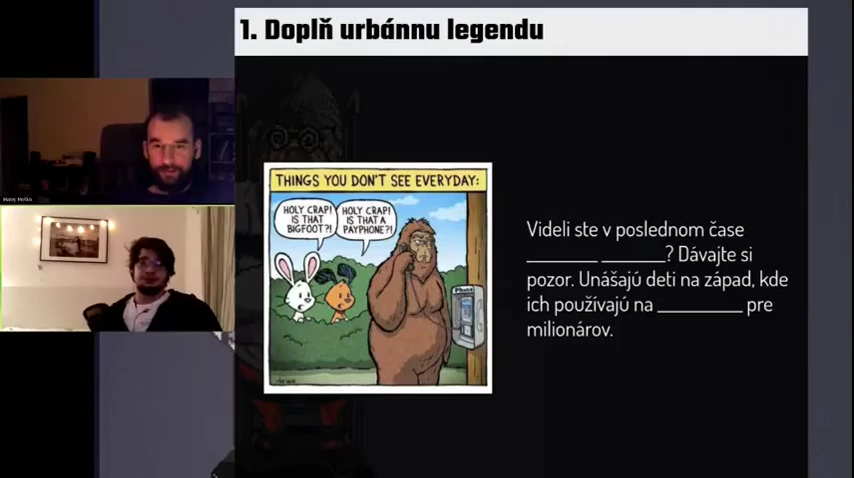 1. Doplň urbánnu legendu
THINGS YOU DON'T SEE EVERYDAY:
HOLY CRAP!
IS THAT
BIGFOOT?!
HOLY CRAP!
IS THAT A
PAYPHONE?!
Phone
Videli ste v poslednom čase
________ ________? Dávajte si
pozor. Unášajú deti na západ, kde
ich používajú na __________ pre
milionárov.